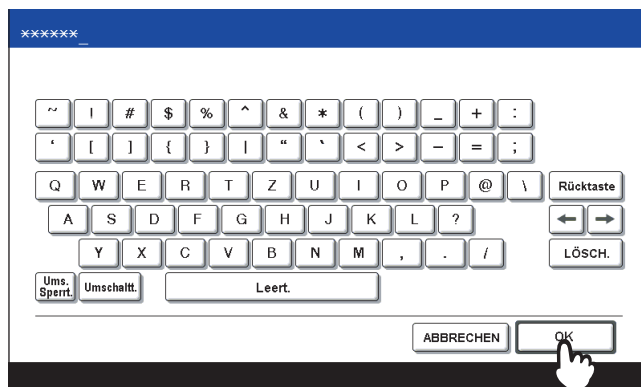 ******_
~ ! # $ % ^ & * ( ) _ + :
‘ [ ] { } | “ ` < > − = ;
Q W E R T Z U I O P @ \ Rücktaste
A S D F G H J K L ? ← →
Y X C V B N M , . / LÖSCH.
Ums. Sperrt. Umschaltt. Leert.
ABBRECHEN OK